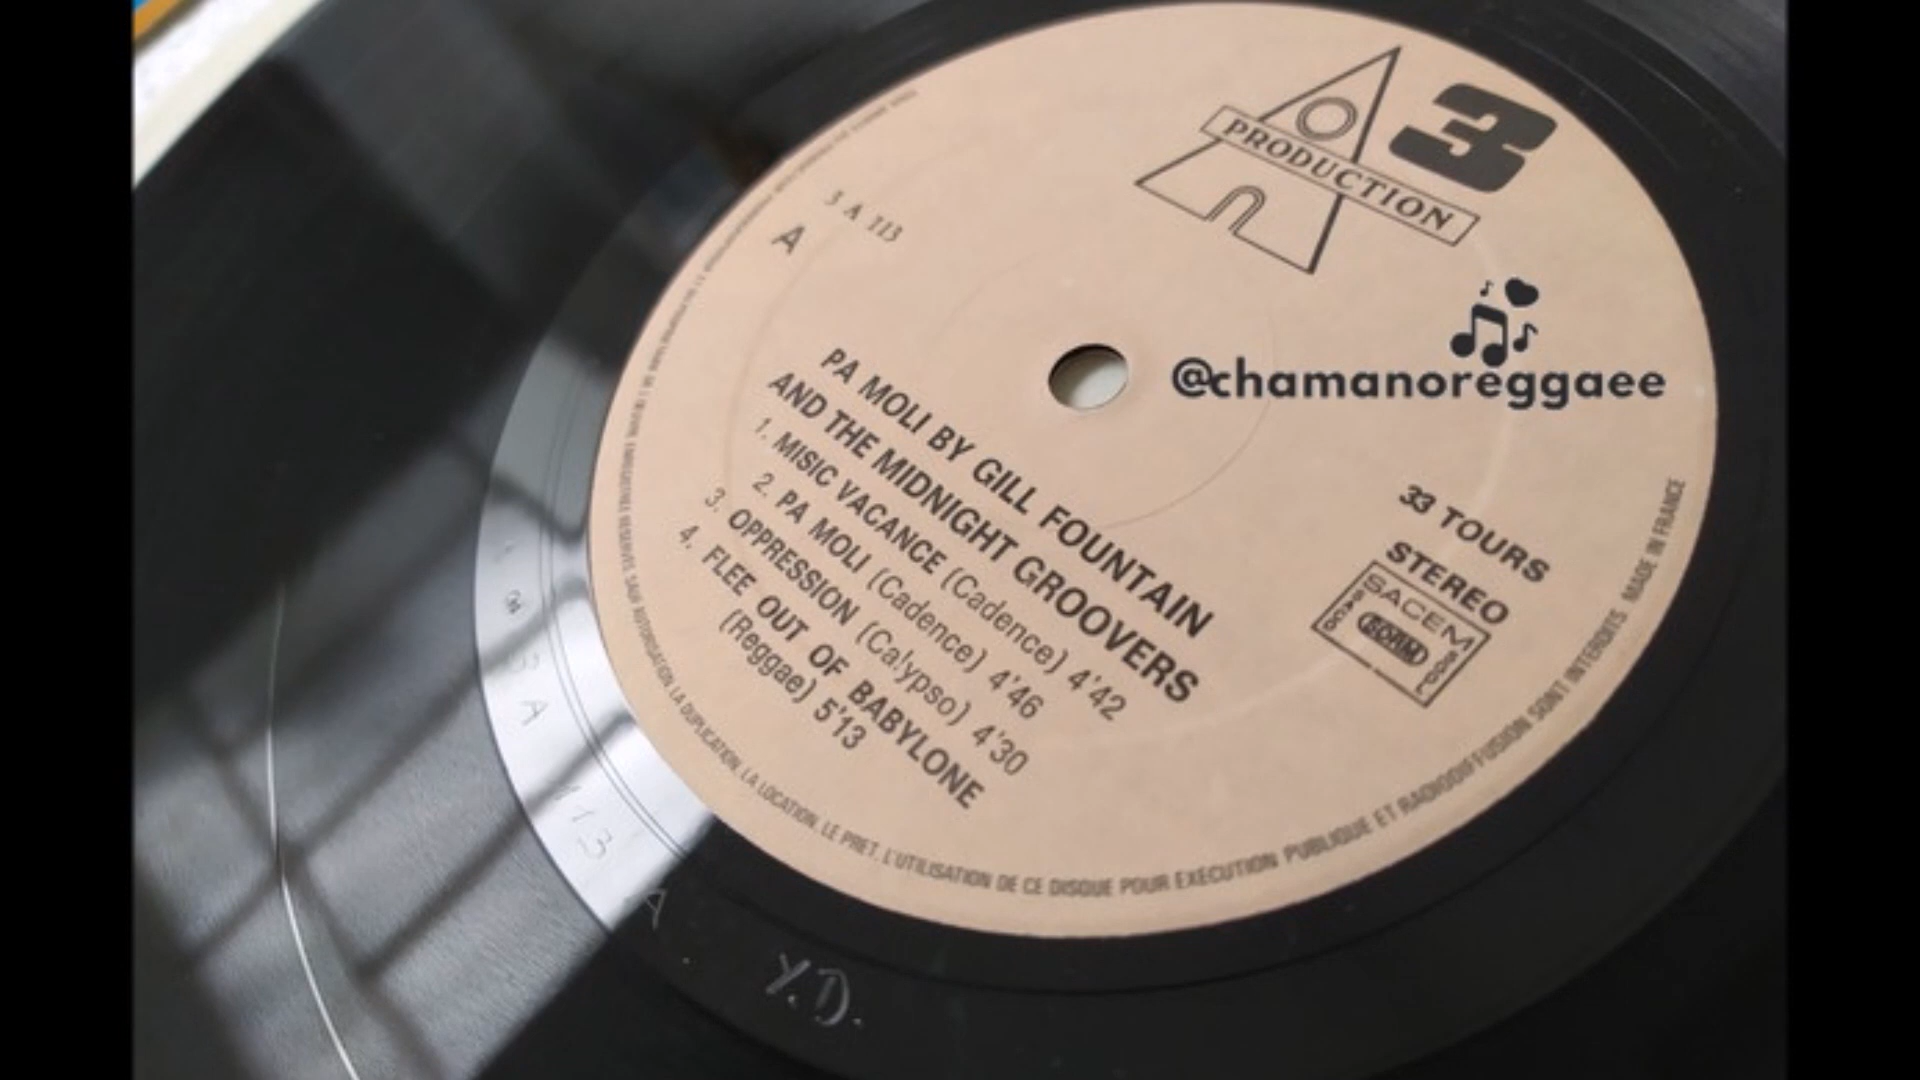 3
PRODUCTION
3 A 113
A
@chamanoreggaee
PA MOLI BY GILL FOUNTAIN
AND THE MIDNIGHT GROOVERS
1. MISIC VACANCE (Cadence) 4'42
2. PA MOLI (Cadence) 4'46
3. OPPRESSION (Calypso) 4'30
4. FLEE OUT OF BABYLONE
(Reggae) 5'13
33 TOURS
STEREO
SACEM
SDRM
LA DUPLICATION, LA LOCATION, LE PRET, L'UTILISATION DE CE DISQUE POUR EXECUTION PUBLIQUE ET RADIODIFFUSION SONT INTERDITS MADE IN FRANCE
3 A
113
A
Y.D.